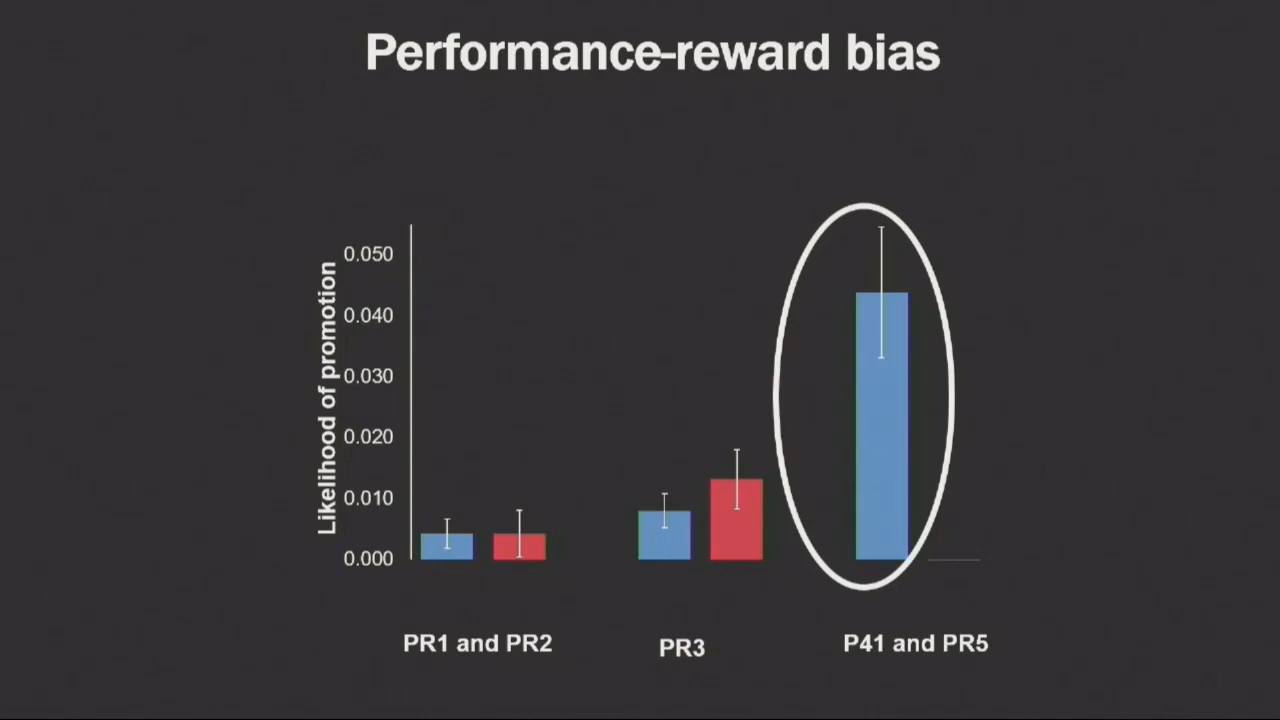 Performance-reward bias
Likelihood of promotion
0.050
0.040
0.030
0.020
0.010
0.000
PR1 and PR2
PR3
P41 and PR5